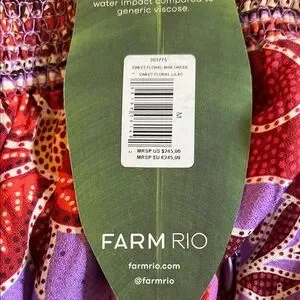 water impact compared to
generic viscose.
SWEET FLORAL MINI DRESS
SWEET FLORAL LILAC
M
MRSP US $245,00
MRSP EU €245,00
FARM RIO
farmrio.com
@farmrio